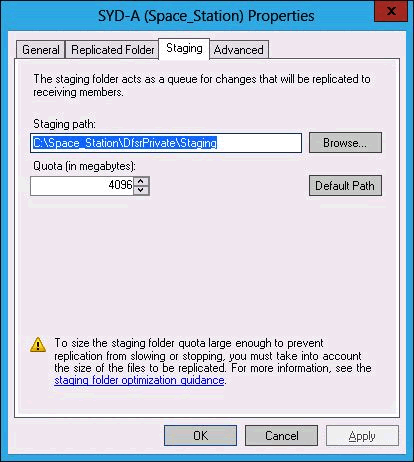 SYD-A (Space_Station) Properties
x
General Replicated Folder Staging Advanced
The staging folder acts as a queue for changes that will be replicated to
receiving members.
Staging path:
C:\Space_Station\DfsrPrivate\Staging Browse...
Quota (in megabytes):
4096 Default Path
To size the staging folder quota large enough to prevent
replication from slowing or stopping, you must take into account
the size of the files to be replicated. For more information, see the
staging folder optimization guidance.
OK Cancel Apply